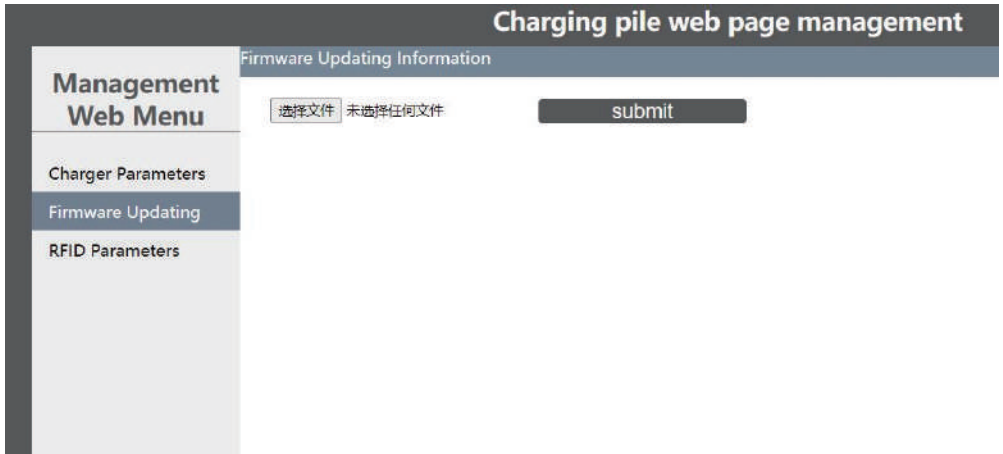 Charging pile web page management
Management
Web Menu
Firmware Updating Information
选择文件 未选择任何文件 submit
Charger Parameters
Firmware Updating
RFID Parameters